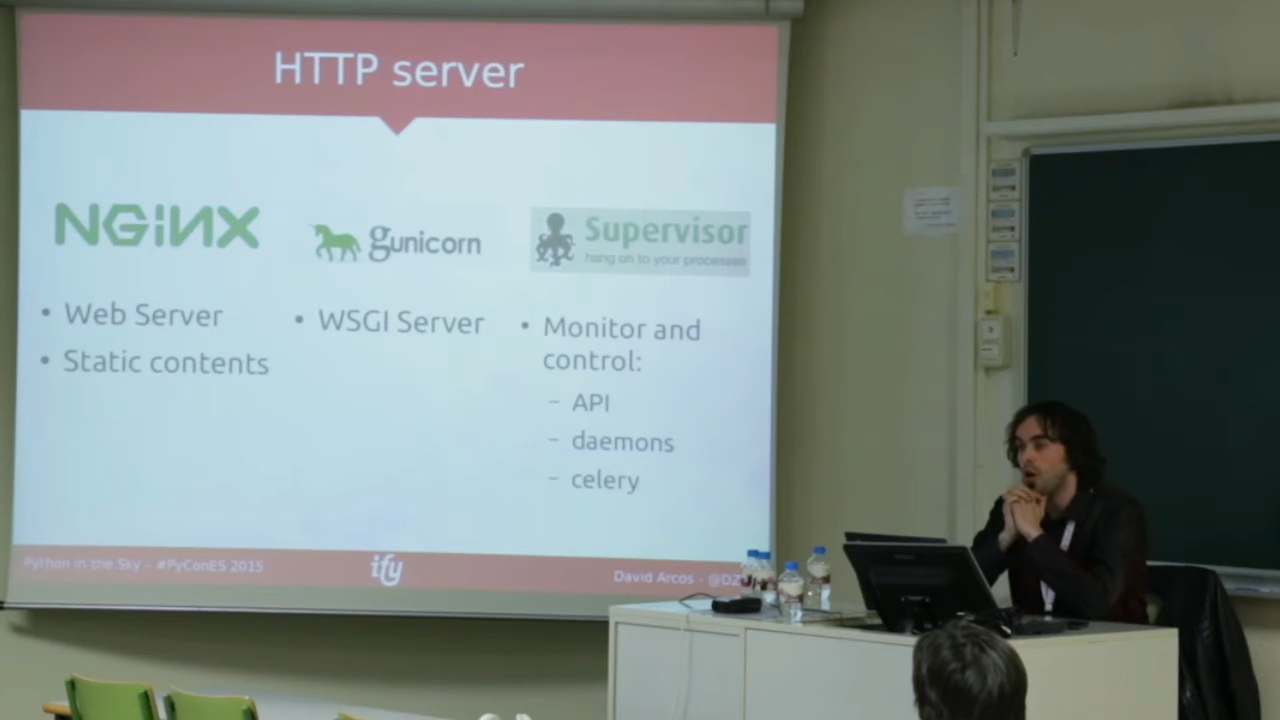 HTTP server
NGiNX
gunicorn
Supervisor
hang on to your processes
• Web Server
• Static contents
• WSGI Server
• Monitor and
control:
– API
– daemons
– celery
Python in the Sky - #PyConES 2015
ify
David Arcos - @DZ